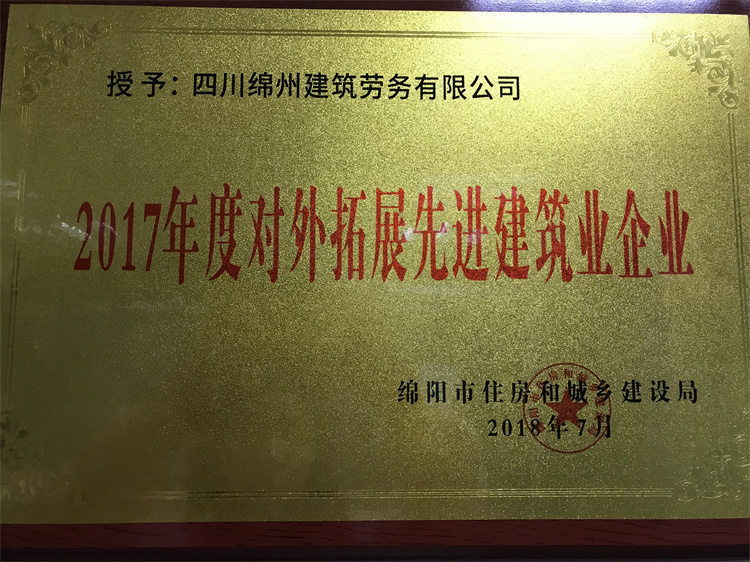 授予：四川绵州建筑劳务有限公司
2017年度对外拓展先进建筑业企业
绵阳市住房和城乡建设局
2018年7月